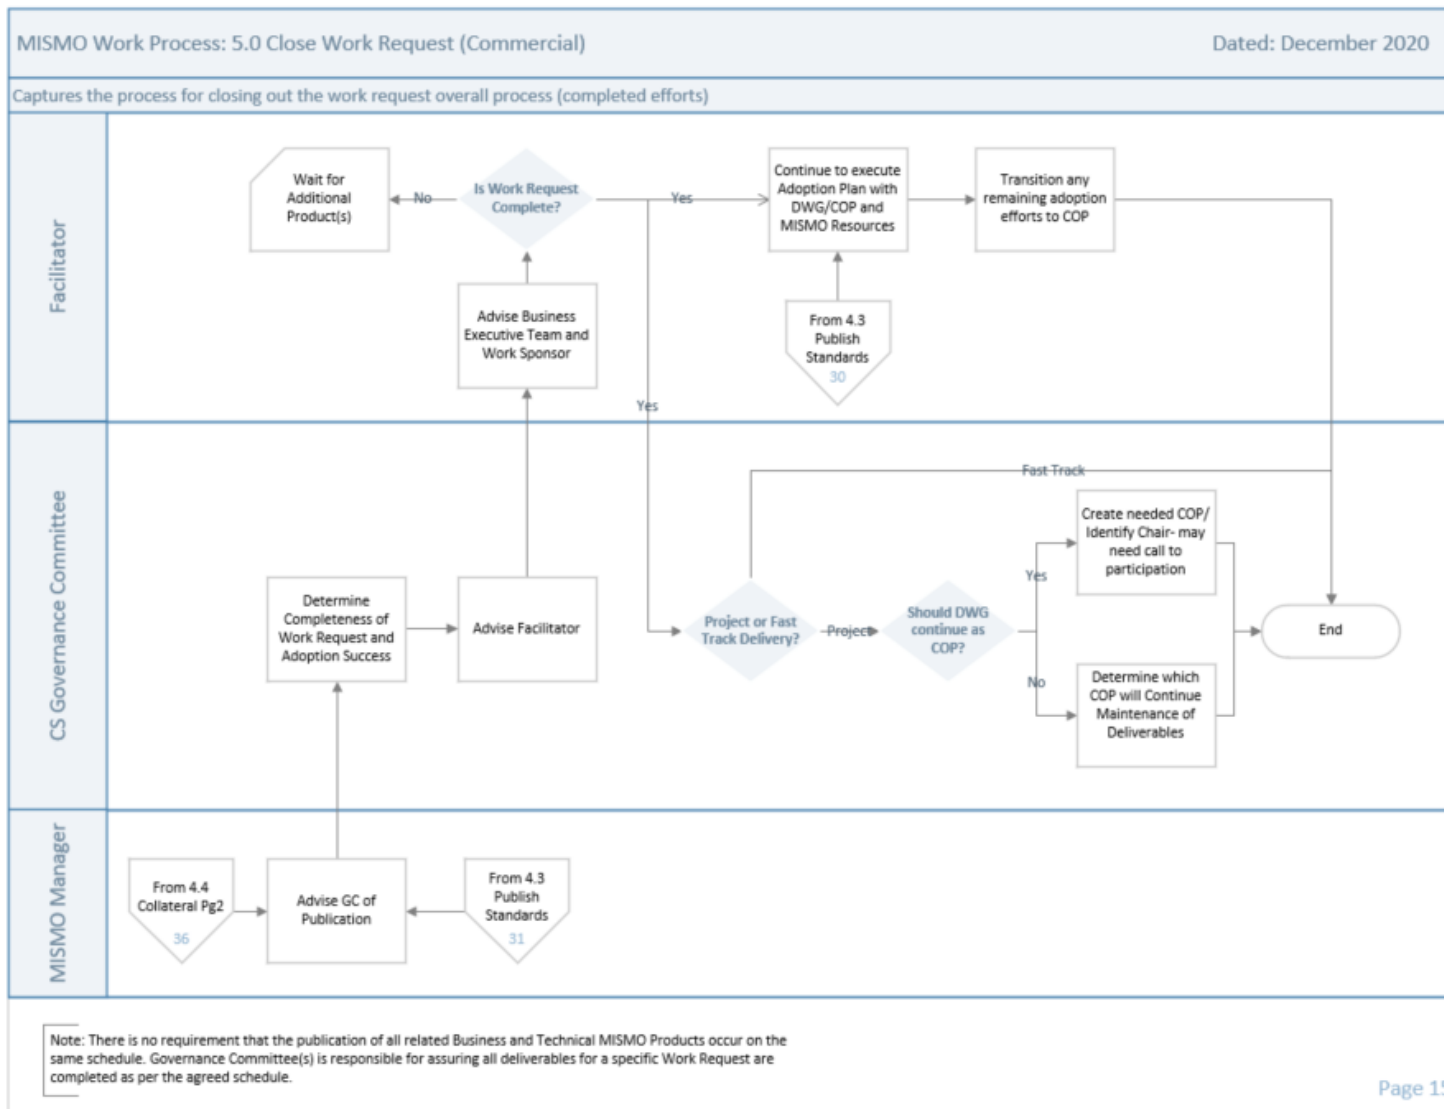 MISMO Work Process: 5.0 Close Work Request (Commercial)
Dated: December 2020
Captures the process for closing out the work request overall process (completed efforts)
Facilitator
Wait for
Additional
Product(s)
No
Is Work Request
Complete?
Yes
Continue to execute
Adoption Plan with
DWG/COP and
MISMO Resources
Transition any
remaining adoption
efforts to COP
Advise Business
Executive Team and
Work Sponsor
From 4.3
Publish
Standards
30
Yes
CS Governance Committee
Fast Track
Create needed COP/
Identify Chair- may
need call to
participation
Determine
Completeness of
Work Request and
Adoption Success
Advise Facilitator
Project or Fast
Track Delivery?
Project
Should DWG
continue as
COP?
Yes
No
End
Determine which
COP will Continue
Maintenance of
Deliverables
MISMO Manager
From 4.4
Collateral Pg2
36
Advise GC of
Publication
From 4.3
Publish
Standards
31
Note: There is no requirement that the publication of all related Business and Technical MISMO Products occur on the
same schedule. Governance Committee(s) is responsible for assuring all deliverables for a specific Work Request are
completed as per the agreed schedule.
Page 15